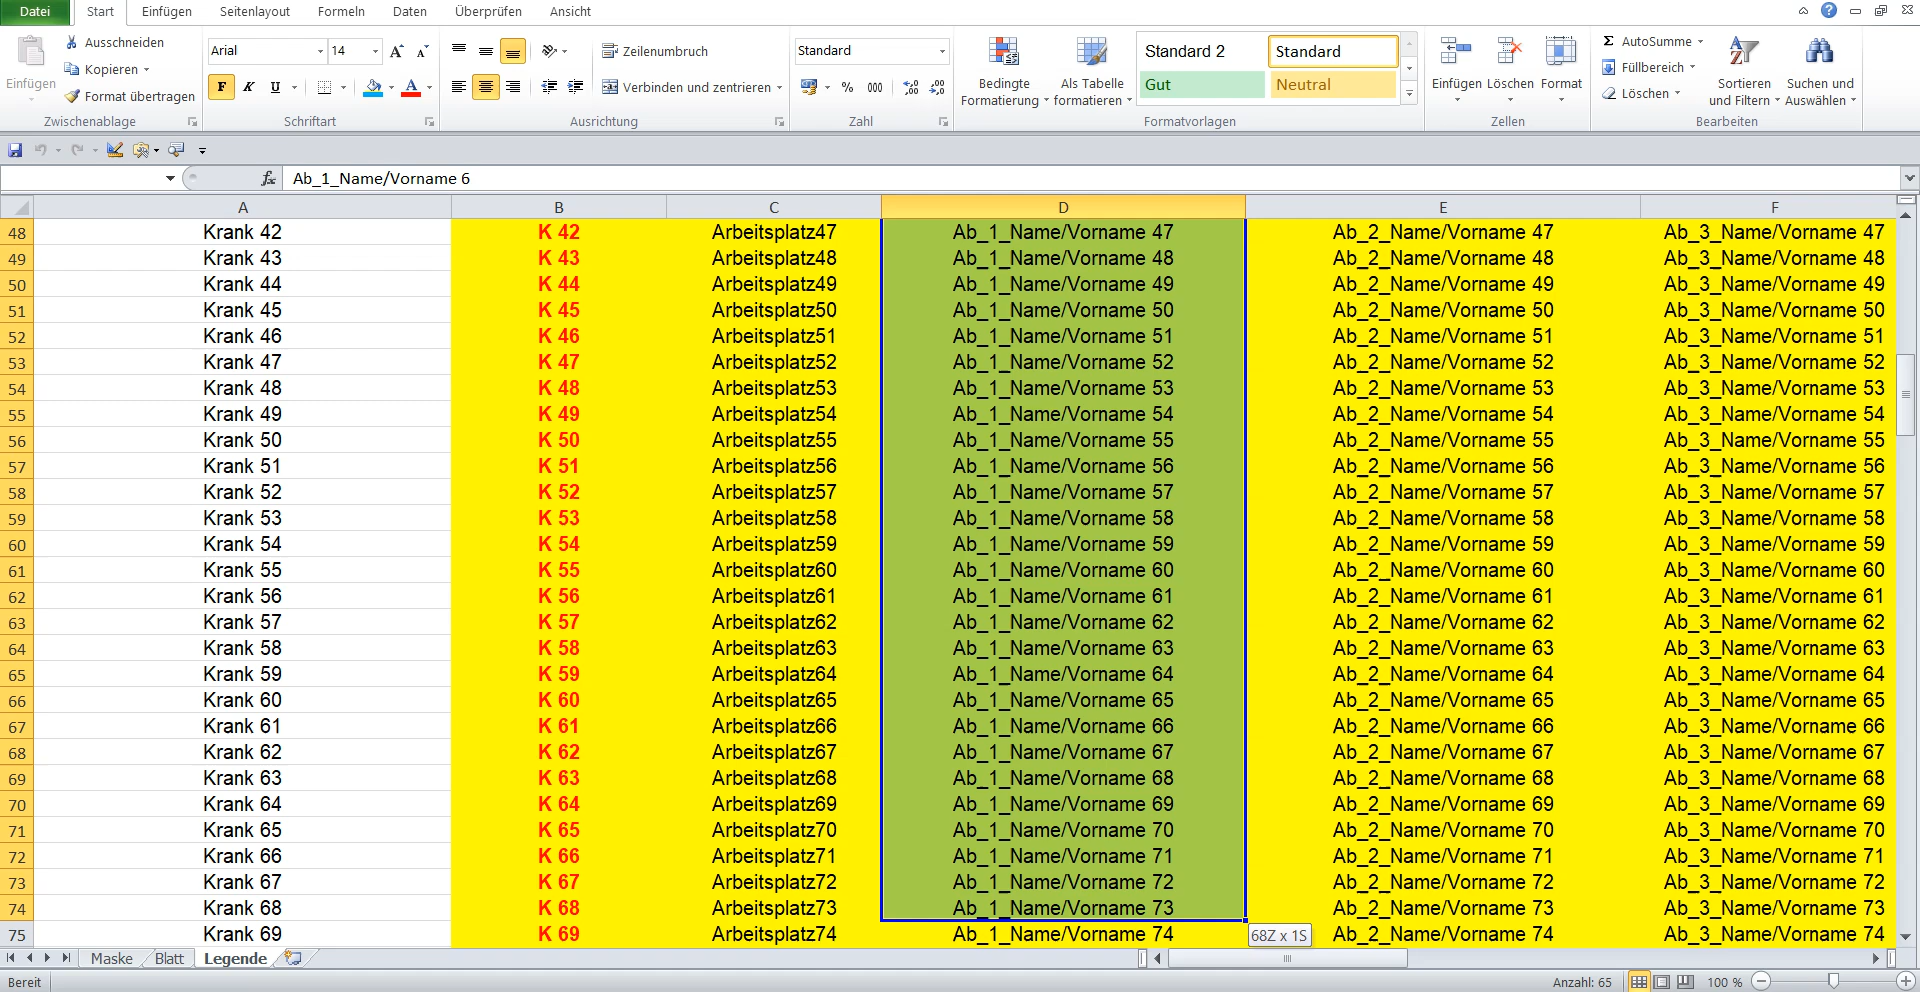 Datei Start Einfügen Seitenlayout Formeln Daten Überprüfen Ansicht
Einfügen
Ausschneiden
Kopieren
Format übertragen
Zwischenablage
Arial 14
F K U
Schriftart
Zeilenumbruch
Verbinden und zentrieren
Ausrichtung
Standard
% 000
Zahl
Bedingte Formatierung
Als Tabelle formatieren
Standard 2 Standard
Gut Neutral
Formatvorlagen
Einfügen Löschen Format
Zellen
Σ AutoSumme
Füllbereich
Löschen
Sortieren und Filtern
Suchen und Auswählen
Bearbeiten
fx Ab_1_Name/Vorname 6
A B C D E F
48 Krank 42 K 42 Arbeitsplatz47 Ab_1_Name/Vorname 47 Ab_2_Name/Vorname 47 Ab_3_Name/Vorname 47
49 Krank 43 K 43 Arbeitsplatz48 Ab_1_Name/Vorname 48 Ab_2_Name/Vorname 48 Ab_3_Name/Vorname 48
50 Krank 44 K 44 Arbeitsplatz49 Ab_1_Name/Vorname 49 Ab_2_Name/Vorname 49 Ab_3_Name/Vorname 49
51 Krank 45 K 45 Arbeitsplatz50 Ab_1_Name/Vorname 50 Ab_2_Name/Vorname 50 Ab_3_Name/Vorname 50
52 Krank 46 K 46 Arbeitsplatz51 Ab_1_Name/Vorname 51 Ab_2_Name/Vorname 51 Ab_3_Name/Vorname 51
53 Krank 47 K 47 Arbeitsplatz52 Ab_1_Name/Vorname 52 Ab_2_Name/Vorname 52 Ab_3_Name/Vorname 52
54 Krank 48 K 48 Arbeitsplatz53 Ab_1_Name/Vorname 53 Ab_2_Name/Vorname 53 Ab_3_Name/Vorname 53
55 Krank 49 K 49 Arbeitsplatz54 Ab_1_Name/Vorname 54 Ab_2_Name/Vorname 54 Ab_3_Name/Vorname 54
56 Krank 50 K 50 Arbeitsplatz55 Ab_1_Name/Vorname 55 Ab_2_Name/Vorname 55 Ab_3_Name/Vorname 55
57 Krank 51 K 51 Arbeitsplatz56 Ab_1_Name/Vorname 56 Ab_2_Name/Vorname 56 Ab_3_Name/Vorname 56
58 Krank 52 K 52 Arbeitsplatz57 Ab_1_Name/Vorname 57 Ab_2_Name/Vorname 57 Ab_3_Name/Vorname 57
59 Krank 53 K 53 Arbeitsplatz58 Ab_1_Name/Vorname 58 Ab_2_Name/Vorname 58 Ab_3_Name/Vorname 58
60 Krank 54 K 54 Arbeitsplatz59 Ab_1_Name/Vorname 59 Ab_2_Name/Vorname 59 Ab_3_Name/Vorname 59
61 Krank 55 K 55 Arbeitsplatz60 Ab_1_Name/Vorname 60 Ab_2_Name/Vorname 60 Ab_3_Name/Vorname 60
62 Krank 56 K 56 Arbeitsplatz61 Ab_1_Name/Vorname 61 Ab_2_Name/Vorname 61 Ab_3_Name/Vorname 61
63 Krank 57 K 57 Arbeitsplatz62 Ab_1_Name/Vorname 62 Ab_2_Name/Vorname 62 Ab_3_Name/Vorname 62
64 Krank 58 K 58 Arbeitsplatz63 Ab_1_Name/Vorname 63 Ab_2_Name/Vorname 63 Ab_3_Name/Vorname 63
65 Krank 59 K 59 Arbeitsplatz64 Ab_1_Name/Vorname 64 Ab_2_Name/Vorname 64 Ab_3_Name/Vorname 64
66 Krank 60 K 60 Arbeitsplatz65 Ab_1_Name/Vorname 65 Ab_2_Name/Vorname 65 Ab_3_Name/Vorname 65
67 Krank 61 K 61 Arbeitsplatz66 Ab_1_Name/Vorname 66 Ab_2_Name/Vorname 66 Ab_3_Name/Vorname 66
68 Krank 62 K 62 Arbeitsplatz67 Ab_1_Name/Vorname 67 Ab_2_Name/Vorname 67 Ab_3_Name/Vorname 67
69 Krank 63 K 63 Arbeitsplatz68 Ab_1_Name/Vorname 68 Ab_2_Name/Vorname 68 Ab_3_Name/Vorname 68
70 Krank 64 K 64 Arbeitsplatz69 Ab_1_Name/Vorname 69 Ab_2_Name/Vorname 69 Ab_3_Name/Vorname 69
71 Krank 65 K 65 Arbeitsplatz70 Ab_1_Name/Vorname 70 Ab_2_Name/Vorname 70 Ab_3_Name/Vorname 70
72 Krank 66 K 66 Arbeitsplatz71 Ab_1_Name/Vorname 71 Ab_2_Name/Vorname 71 Ab_3_Name/Vorname 71
73 Krank 67 K 67 Arbeitsplatz72 Ab_1_Name/Vorname 72 Ab_2_Name/Vorname 72 Ab_3_Name/Vorname 72
74 Krank 68 K 68 Arbeitsplatz73 Ab_1_Name/Vorname 73 Ab_2_Name/Vorname 73 Ab_3_Name/Vorname 73
75 Krank 69 K 69 Arbeitsplatz74 Ab_1_Name/Vorname 74 Ab_2_Name/Vorname 74 Ab_3_Name/Vorname 74
68Z x 1S
Maske Blatt Legende
Bereit Anzahl: 65 100 %